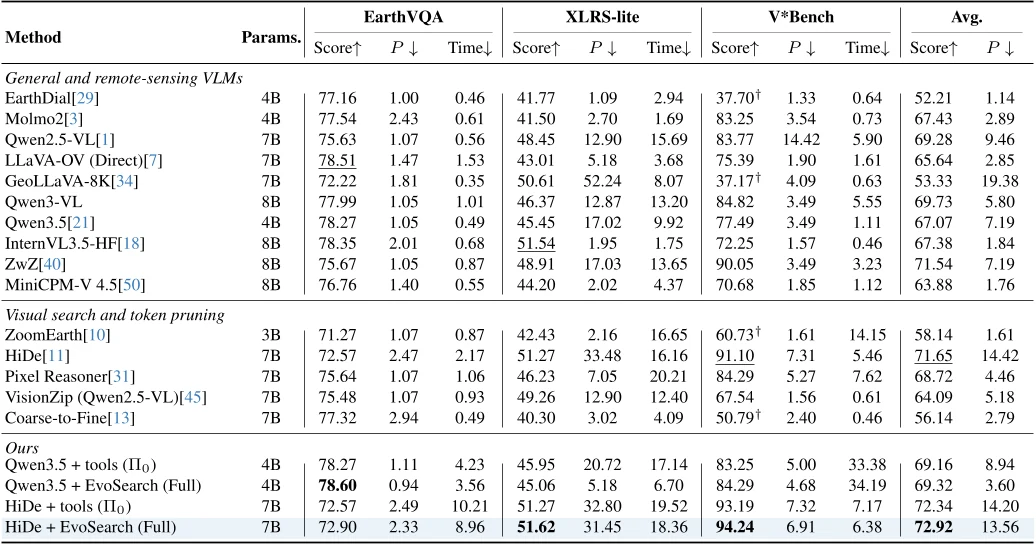 Method Params. EarthVQA XLRS-lite V*Bench Avg.
Score↑ P ↓ Time↓ Score↑ P ↓ Time↓ Score↑ P ↓ Time↓ Score↑ P ↓
General and remote-sensing VLMs
EarthDial[29] 4B 77.16 1.00 0.46 41.77 1.09 2.94 37.70† 1.33 0.64 52.21 1.14
Molmo2[3] 4B 77.54 2.43 0.61 41.50 2.70 1.69 83.25 3.54 0.73 67.43 2.89
Qwen2.5-VL[1] 7B 75.63 1.07 0.56 48.45 12.90 15.69 83.77 14.42 5.90 69.28 9.46
LLaVA-OV (Direct)[7] 7B 78.51 1.47 1.53 43.01 5.18 3.68 75.39 1.90 1.61 65.64 2.85
GeoLLaVA-8K[34] 7B 72.22 1.81 0.35 50.61 52.24 8.07 37.17† 4.09 0.63 53.33 19.38
Qwen3-VL 8B 77.99 1.05 1.01 46.37 12.87 13.20 84.82 3.49 5.55 69.73 5.80
Qwen3.5[21] 4B 78.27 1.05 0.49 45.45 17.02 9.92 77.49 3.49 1.11 67.07 7.19
InternVL3.5-HF[18] 8B 78.35 2.01 0.68 51.54 1.95 1.75 72.25 1.57 0.46 67.38 1.84
ZwZ[40] 8B 75.67 1.05 0.87 48.91 17.03 13.65 90.05 3.49 3.23 71.54 7.19
MiniCPM-V 4.5[50] 8B 76.76 1.40 0.55 44.20 2.02 4.37 70.68 1.85 1.12 63.88 1.76
Visual search and token pruning
ZoomEarth[10] 3B 71.27 1.07 0.87 42.43 2.16 16.65 60.73† 1.61 14.15 58.14 1.61
HiDe[11] 7B 72.57 2.47 2.17 51.27 33.48 16.16 91.10 7.31 5.46 71.65 14.42
Pixel Reasoner[31] 7B 75.64 1.07 1.06 46.23 7.05 20.21 84.29 5.27 7.62 68.72 4.46
VisionZip (Qwen2.5-VL)[45] 7B 75.48 1.07 0.93 49.26 12.90 12.40 67.54 1.56 0.61 64.09 5.18
Coarse-to-Fine[13] 7B 77.32 2.94 0.49 40.30 3.02 4.09 50.79† 2.40 0.46 56.14 2.79
Ours
Qwen3.5 + tools (Π₀) 4B 78.27 1.11 4.23 45.95 20.72 17.14 83.25 5.00 33.38 69.16 8.94
Qwen3.5 + EvoSearch (Full) 4B 78.60 0.94 3.56 45.06 5.18 6.70 84.29 4.68 34.19 69.32 3.60
HiDe + tools (Π₀) 7B 72.57 2.49 10.21 51.27 32.80 19.52 93.19 7.32 7.17 72.34 14.20
HiDe + EvoSearch (Full) 7B 72.90 2.33 8.96 51.62 31.45 18.36 94.24 6.91 6.38 72.92 13.56